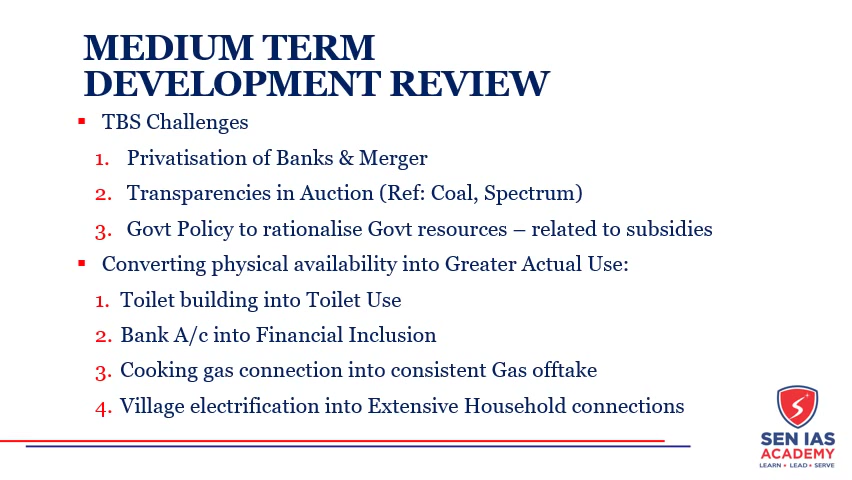 MEDIUM TERM
DEVELOPMENT REVIEW
▪ TBS Challenges
1. Privatisation of Banks & Merger
2. Transparencies in Auction (Ref: Coal, Spectrum)
3. Govt Policy to rationalise Govt resources – related to subsidies
▪ Converting physical availability into Greater Actual Use:
1. Toilet building into Toilet Use
2. Bank A/c into Financial Inclusion
3. Cooking gas connection into consistent Gas offtake
4. Village electrification into Extensive Household connections
SEN IAS
ACADEMY
LEARN • LEAD • SERVE